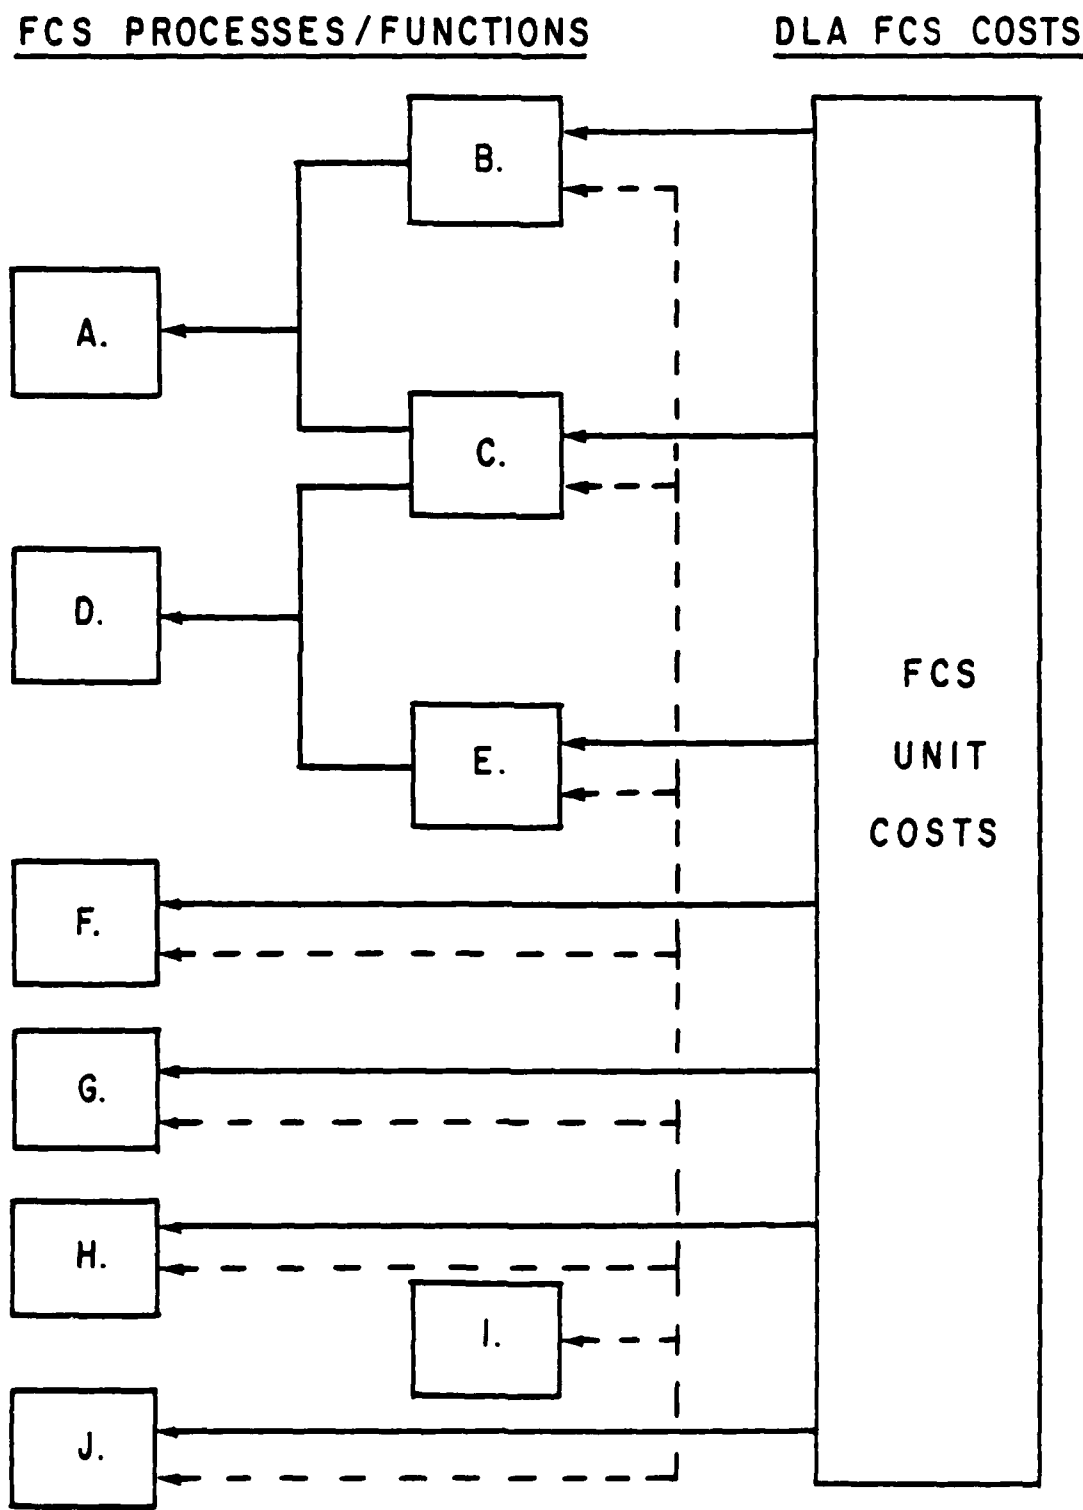 FCS PROCESSES/FUNCTIONS
DLA FCS COSTS
B.
A.
C.
D.
E.
F.
G.
H.
I.
J.
FCS
UNIT
COSTS